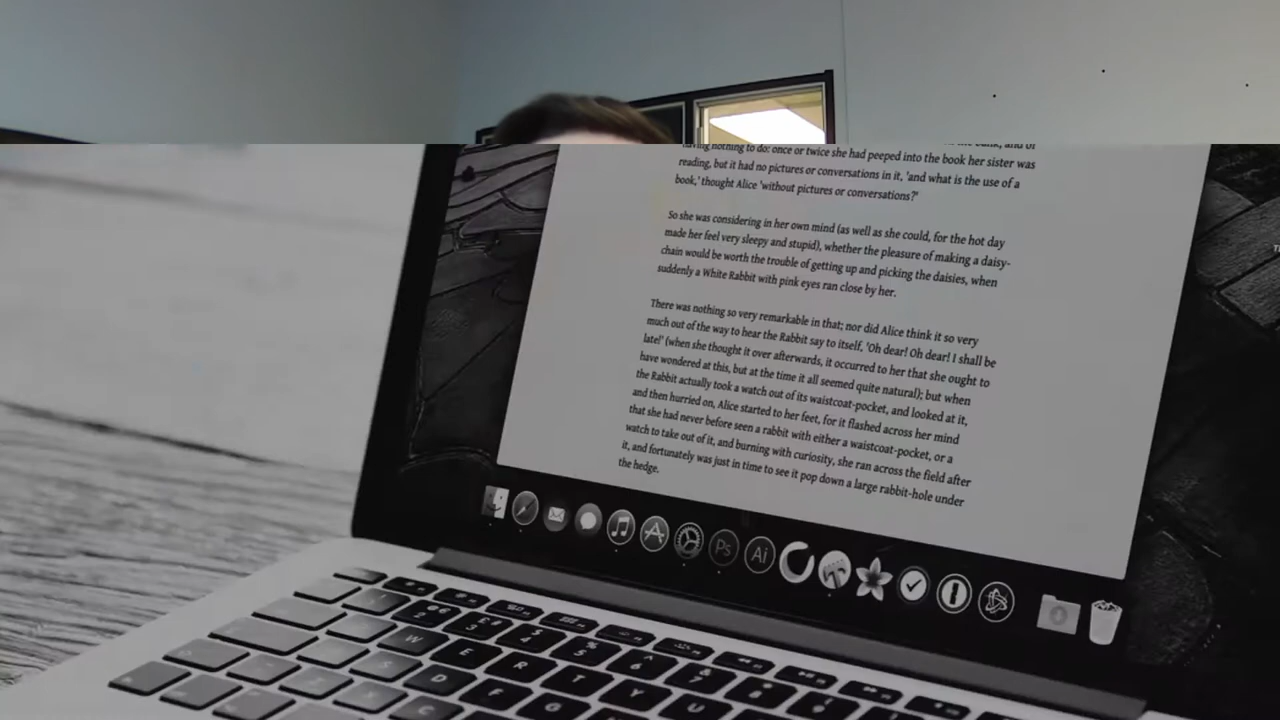 having nothing to do: once or twice she had peeped into the book her sister was
reading, but it had no pictures or conversations in it, 'and what is the use of a
book,' thought Alice 'without pictures or conversations?'
So she was considering in her own mind (as well as she could, for the hot day
made her feel very sleepy and stupid), whether the pleasure of making a daisy-
chain would be worth the trouble of getting up and picking the daisies, when
suddenly a White Rabbit with pink eyes ran close by her.
There was nothing so very remarkable in that; nor did Alice think it so very
much out of the way to hear the Rabbit say to itself, 'Oh dear! Oh dear! I shall be
late!' (when she thought it over afterwards, it occurred to her that she ought to
have wondered at this, but at the time it all seemed quite natural); but when
the Rabbit actually took a watch out of its waistcoat-pocket, and looked at it,
and then hurried on, Alice started to her feet, for it flashed across her mind
that she had never before seen a rabbit with either a waistcoat-pocket, or a
watch to take out of it, and burning with curiosity, she ran across the field after
it, and fortunately was just in time to see it pop down a large rabbit-hole under
the hedge.
Ps Ai
2 3 4 5 6 7 8
W E R T Y U
S D F G H
C